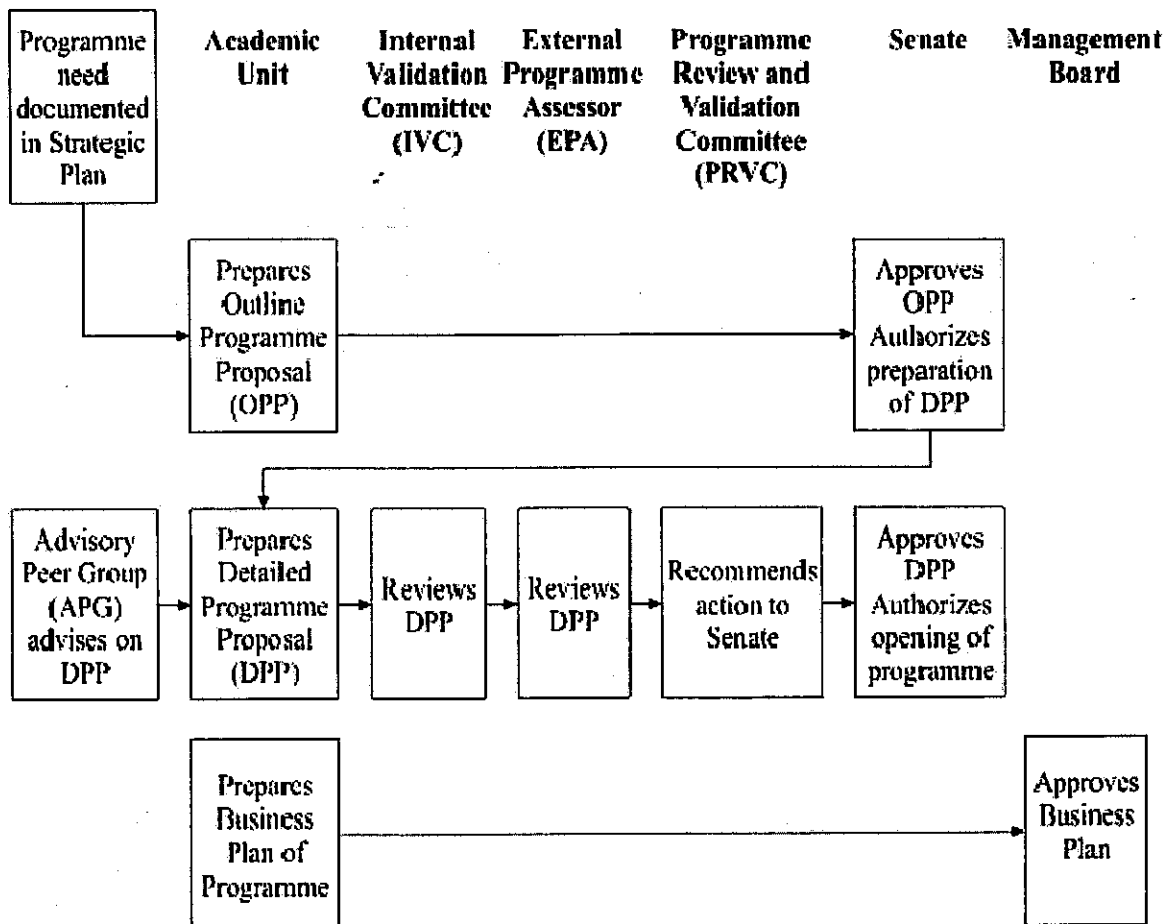 Programme
need
documented
in Strategic
Plan
Academic
Unit
Internal
Validation
Committee
(IVC)
External
Programme
Assessor
(EPA)
Programme
Review and
Validation
Committee
(PRVC)
Senate
Management
Board
Prepares
Outline
Programme
Proposal
(OPP)
Approves
OPP
Authorizes
preparation
of DPP
Advisory
Peer Group
(APG)
advises on
DPP
Prepares
Detailed
Programme
Proposal
(DPP)
Reviews
DPP
Reviews
DPP
Recommends
action to
Senate
Approves
DPP
Authorizes
opening of
programme
Prepares
Business
Plan of
Programme
Approves
Business
Plan